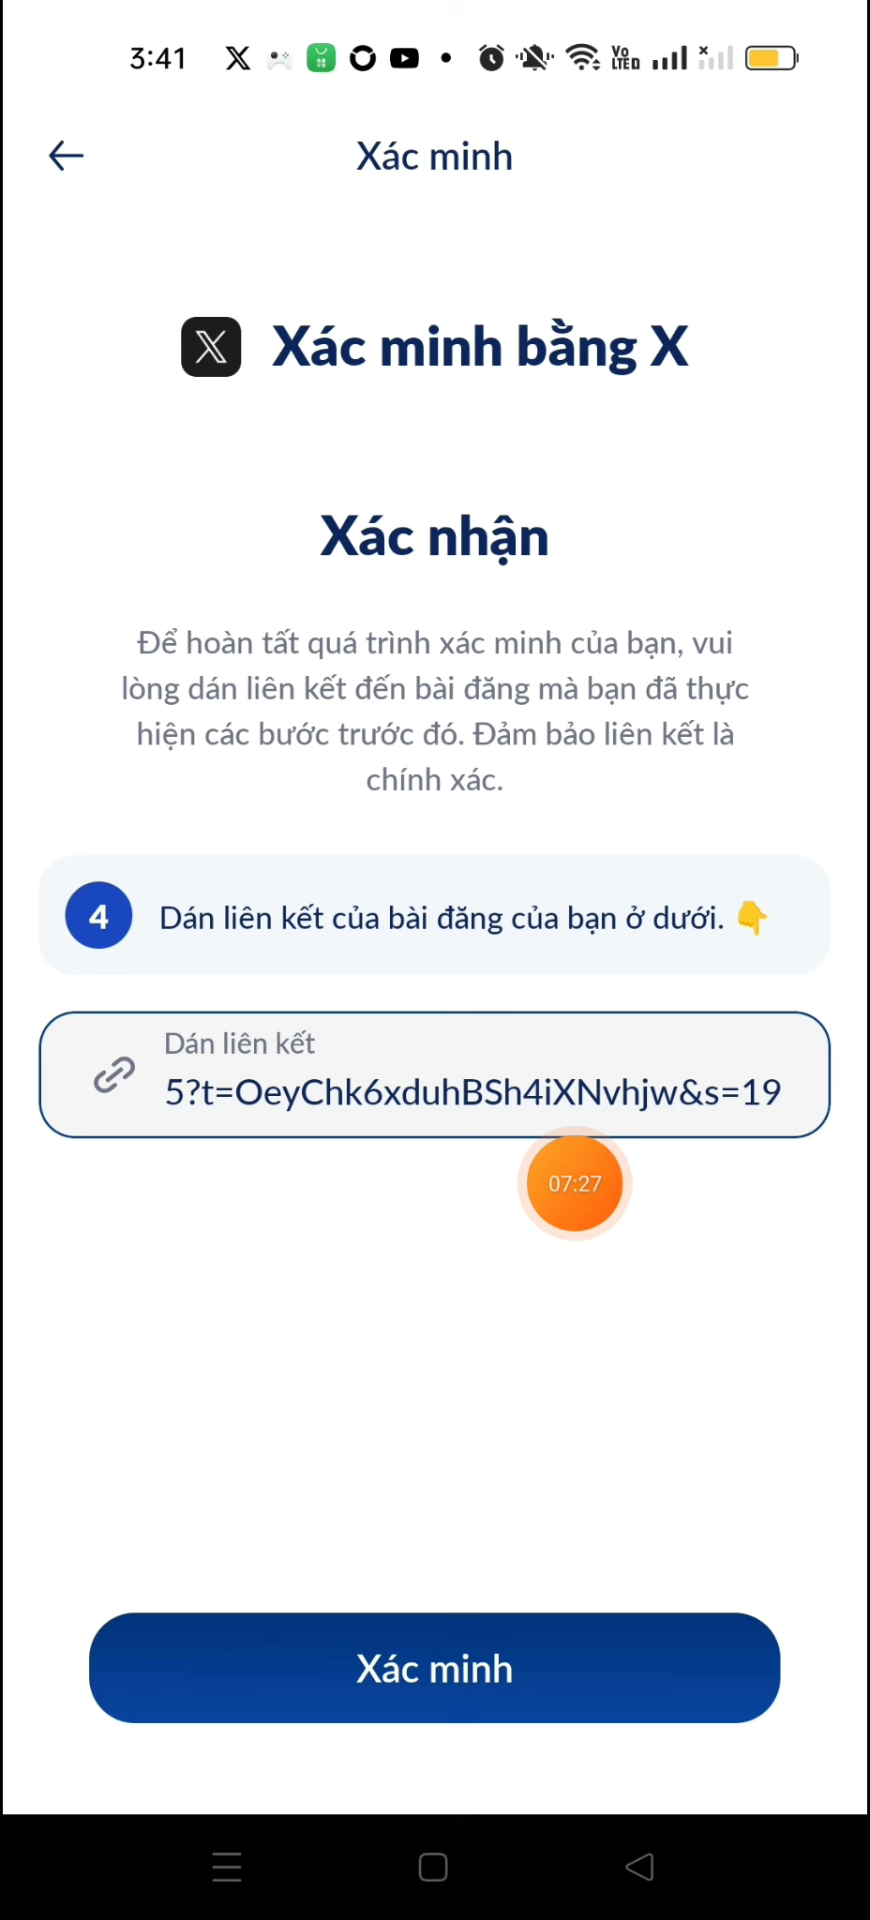 3:41
Vo
LTE D
Xác minh
Xác minh bằng X
Xác nhận
Để hoàn tất quá trình xác minh của bạn, vui
lòng dán liên kết đến bài đăng mà bạn đã thực
hiện các bước trước đó. Đảm bảo liên kết là
chính xác.
4 Dán liên kết của bài đăng của bạn ở dưới. 👇
Dán liên kết
5?t=OeyChk6xduhBSh4iXNvhjw&s=19
07:27
Xác minh